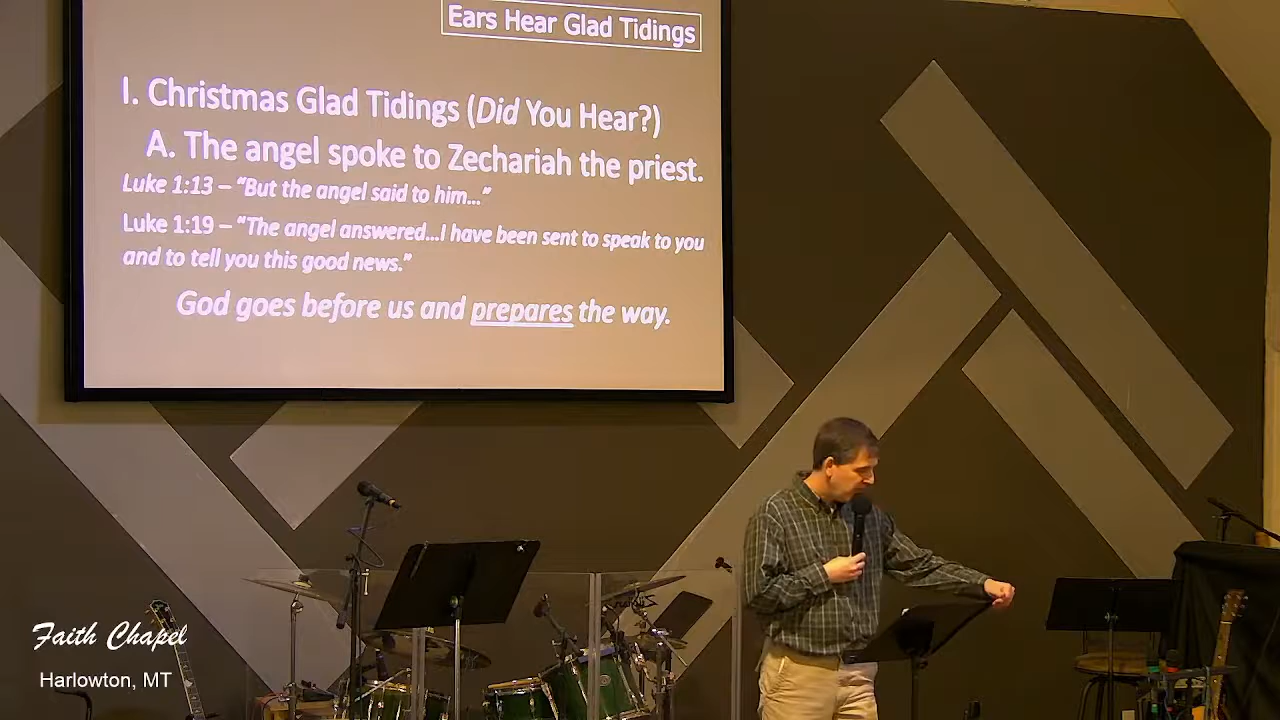 Ears Hear Glad Tidings
I. Christmas Glad Tidings (Did You Hear?)
A. The angel spoke to Zechariah the priest.
Luke 1:13 – “But the angel said to him...”
Luke 1:19 – “The angel answered...I have been sent to speak to you
and to tell you this good news.”
God goes before us and prepares the way.
Faith Chapel
Harlowton, MT